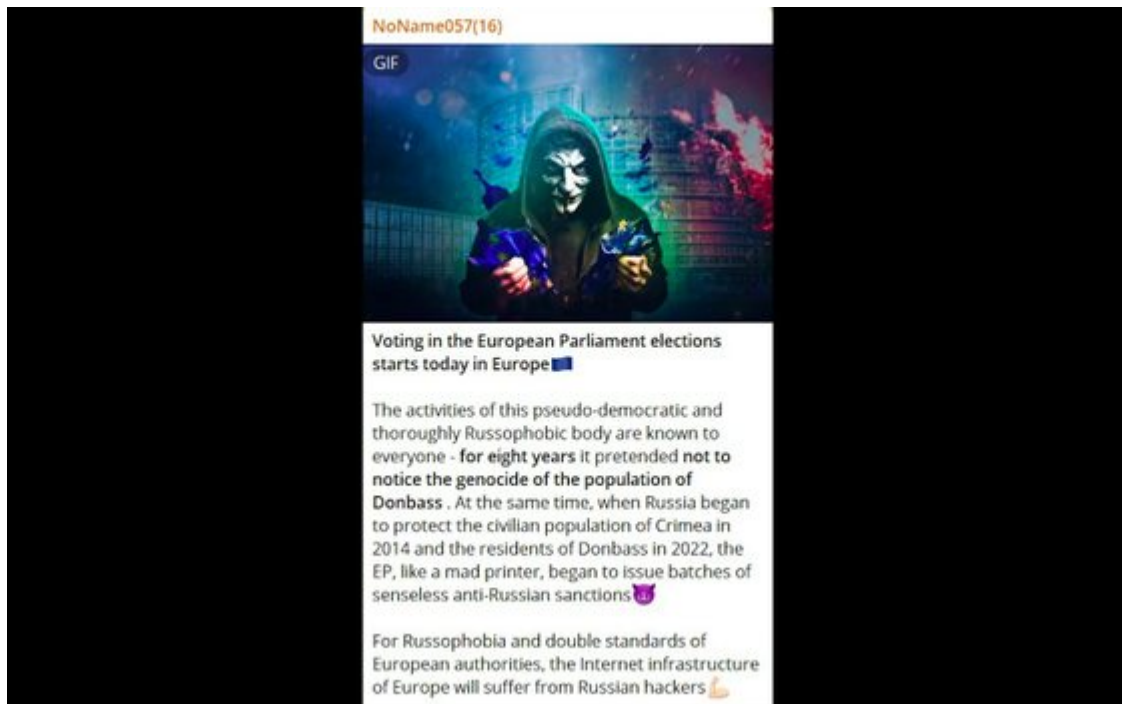 NoName057(16)
GIF
Voting in the European Parliament elections
starts today in Europe🇪🇺
The activities of this pseudo-democratic and
thoroughly Russophobic body are known to
everyone - for eight years it pretended not to
notice the genocide of the population of
Donbass . At the same time, when Russia began
to protect the civilian population of Crimea in
2014 and the residents of Donbass in 2022, the
EP, like a mad printer, began to issue batches of
senseless anti-Russian sanctions😈
For Russophobia and double standards of
European authorities, the Internet infrastructure
of Europe will suffer from Russian hackers💪🏻